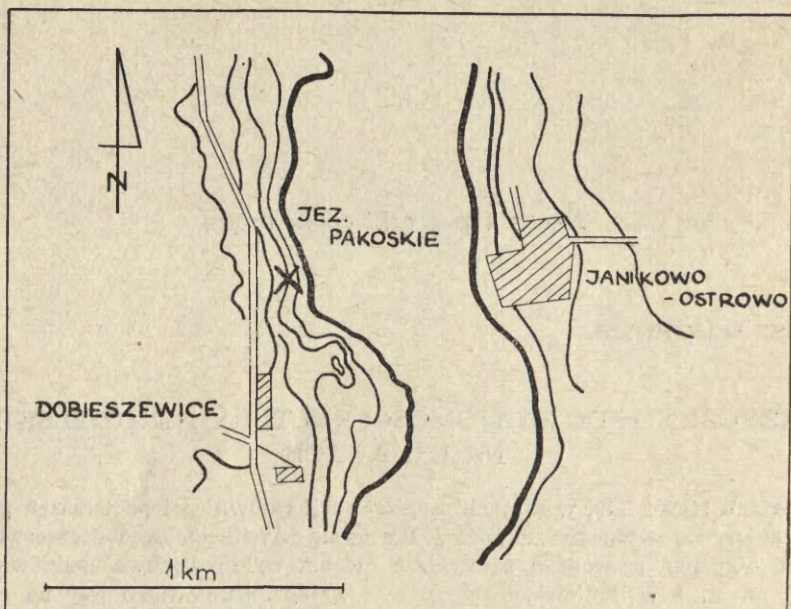 N
JEZ.
PAKOSKIE
JANIKOWO
-OSTROWO
DOBIESZEWICE
1 km